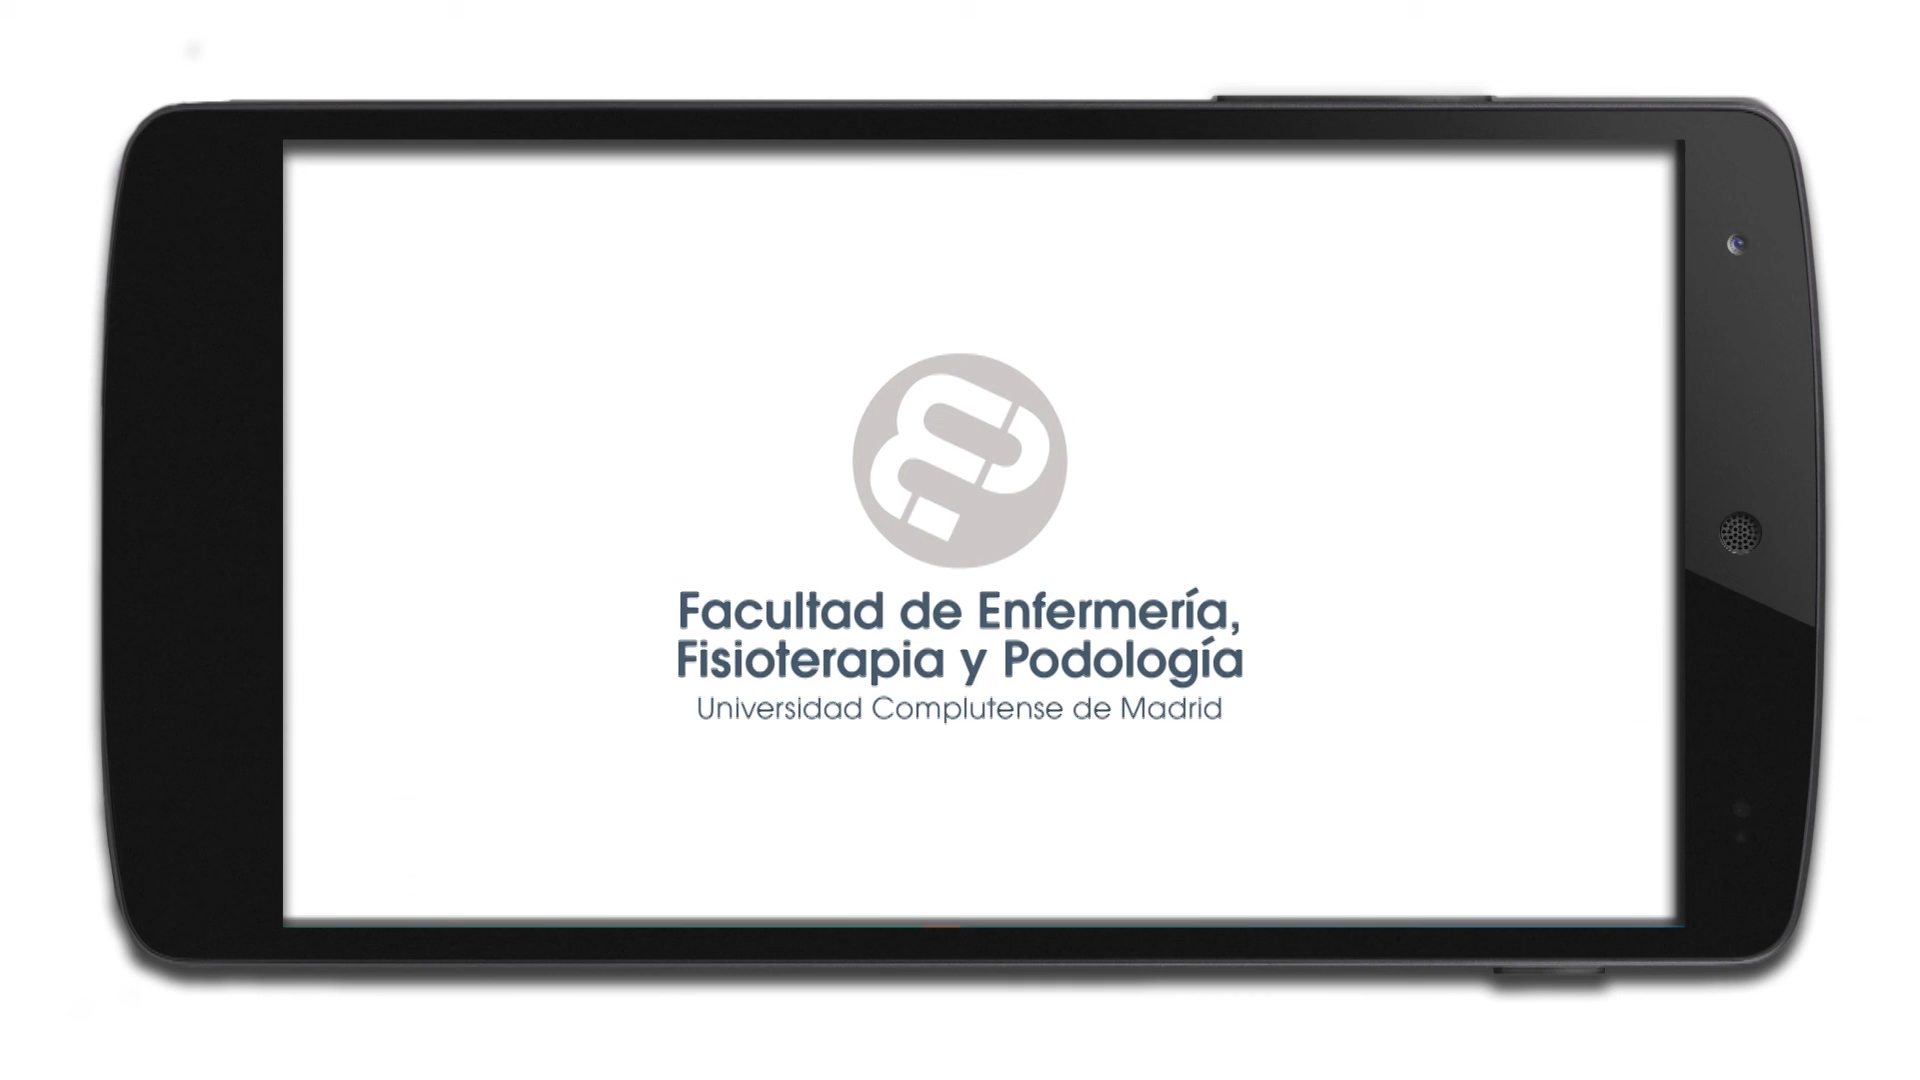 Facultad de Enfermería,
Fisioterapia y Podología
Universidad Complutense de Madrid